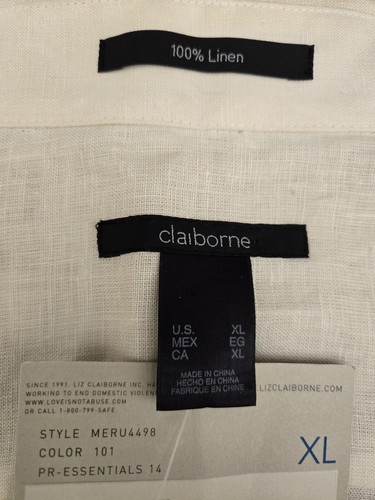 100% Linen
claiborne
U.S. XL
MEX EG
CA XL
MADE IN CHINA
HECHO EN CHINA
FABRIQUE EN CHINE
SINCE 1991, LIZ CLAIBORNE INC. HA
WORKING TO END DOMESTIC VIOLENC
WWW.LOVEISNOTABUSE.COM
OR CALL 1-800-799-SAFE.
.LIZCLAIBORNE.COM
STYLE MERU4498
COLOR 101
PR-ESSENTIALS 14
XL